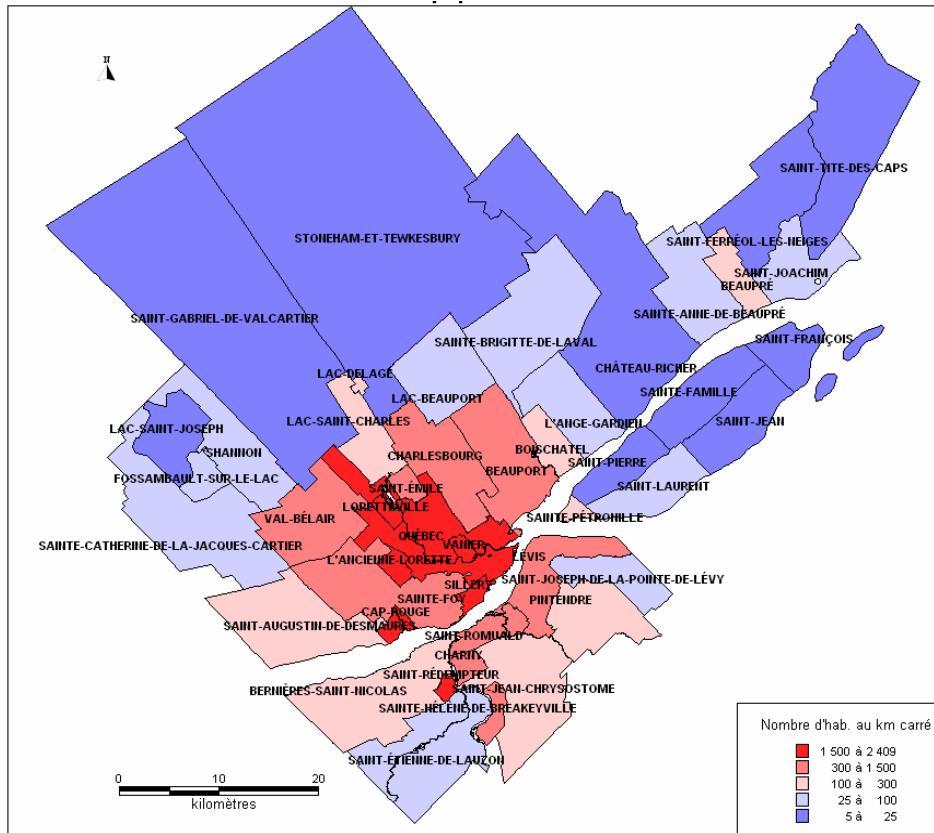 N
SAINT-TITE-DES-CAPS
STONEHAM-ET-TEWKESBURY
SAINT-FERRÉOL-LES-NEIGES
SAINT-JOACHIM
BEAUPRÉ
SAINTE-ANNE-DE-BEAUPRÉ
SAINT-GABRIEL-DE-VALCARTIER
SAINT-FRANÇOIS
SAINTE-BRIGITTE-DE-LAVAL
CHÂTEAU-RICHER
LAC-DELAGE
SAINTE-FAMILLE
LAC-BEAUPORT
LAC-SAINT-CHARLES
L'ANGE-GARDIEN
SAINT-JEAN
LAC-SAINT-JOSEPH
SHANNON
CHARLESBOURG
BOISCHATEL
SAINT-PIERRE
BEAUPORT
FOSSAMBAULT-SUR-LE-LAC
SAINT-ÉMILE
SAINT-LAURENT
LORETTEVILLE
VAL-BÉLAIR
SAINTE-PÉTRONILLE
QUÉBEC
SAINTE-CATHERINE-DE-LA-JACQUES-CARTIER
VANIER
L'ANCIENNE-LORETTE
LÉVIS
SAINT-JOSEPH-DE-LA-POINTE-DE-LÉVY
SILLERY
SAINTE-FOY
PINTENDRE
CAP-ROUGE
SAINT-AUGUSTIN-DE-DESMAURES
SAINT-ROMUALD
CHARNY
SAINT-RÉDEMPTEUR
BERNIÈRES-SAINT-NICOLAS
SAINT-JEAN-CHRYSOSTOME
SAINTE-HÉLÈNE-DE-BREAKEYVILLE
SAINT-ÉTIENNE-DE-LAUZON
0 10 20
kilomètres
Nombre d'hab. au km carré
1 500 à 2 409
300 à 1 500
100 à 300
25 à 100
5 à 25